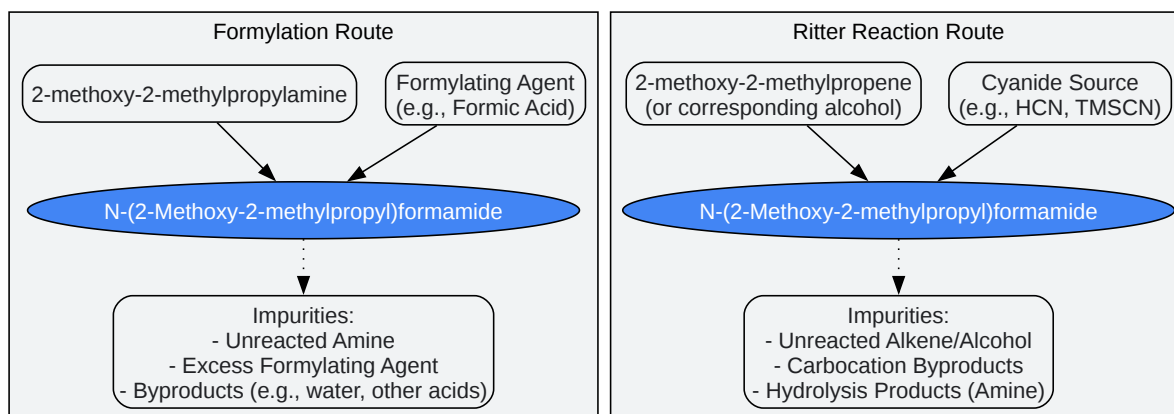 Formylation Route
2-methoxy-2-methylpropylamine
Formylating Agent
(e.g., Formic Acid)
N-(2-Methoxy-2-methylpropyl)formamide
Impurities:
- Unreacted Amine
- Excess Formylating Agent
- Byproducts (e.g., water, other acids)
Ritter Reaction Route
2-methoxy-2-methylpropene
(or corresponding alcohol)
Cyanide Source
(e.g., HCN, TMSCN)
N-(2-Methoxy-2-methylpropyl)formamide
Impurities:
- Unreacted Alkene/Alcohol
- Carbocation Byproducts
- Hydrolysis Products (Amine)